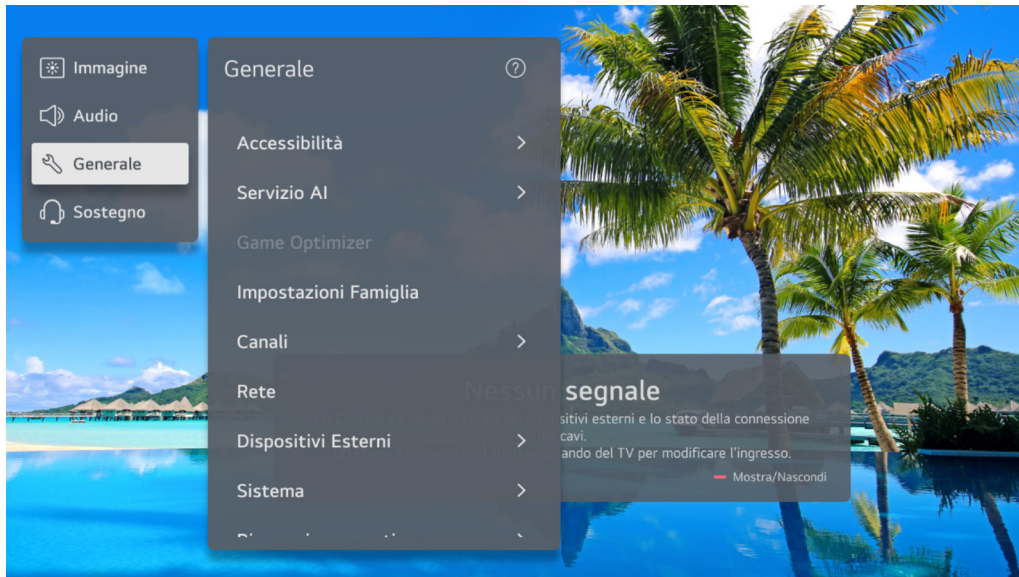 Immagine
Audio
Generale
Sostegno
Generale
?
Accessibilità
Servizio AI
Game Optimizer
Impostazioni Famiglia
Canali
Rete
Dispositivi Esterni
Sistema
Nessun segnale
sitivi esterni e lo stato della connessione
cavi.
ando del TV per modificare l'ingresso.
Mostra/Nascondi